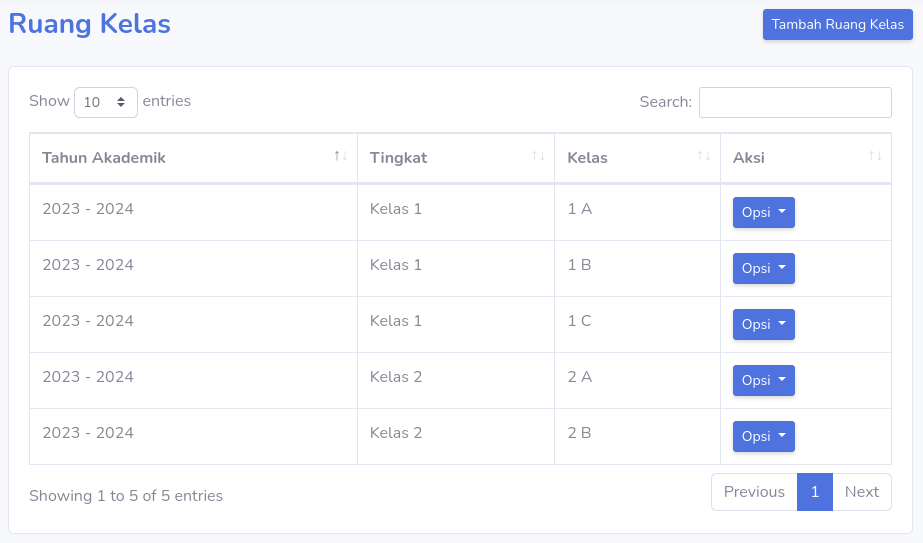 Ruang Kelas
Tambah Ruang Kelas
Show 10 entries
Search:
Tahun Akademik Tingkat Kelas Aksi
2023 - 2024 Kelas 1 1 A Opsi
2023 - 2024 Kelas 1 1 B Opsi
2023 - 2024 Kelas 1 1 C Opsi
2023 - 2024 Kelas 2 2 A Opsi
2023 - 2024 Kelas 2 2 B Opsi
Showing 1 to 5 of 5 entries
Previous 1 Next